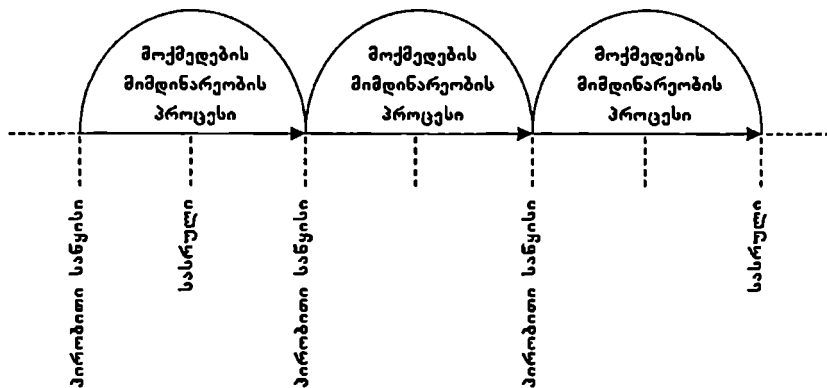 მოქმედების
მიმდინარეობის
პროცესი
მოქმედების
მიმდინარეობის
პროცესი
მოქმედების
მიმდინარეობის
პროცესი
პირობითი საწყისი
სასრული
პირობითი საწყისი
პირობითი საწყისი
სასრული